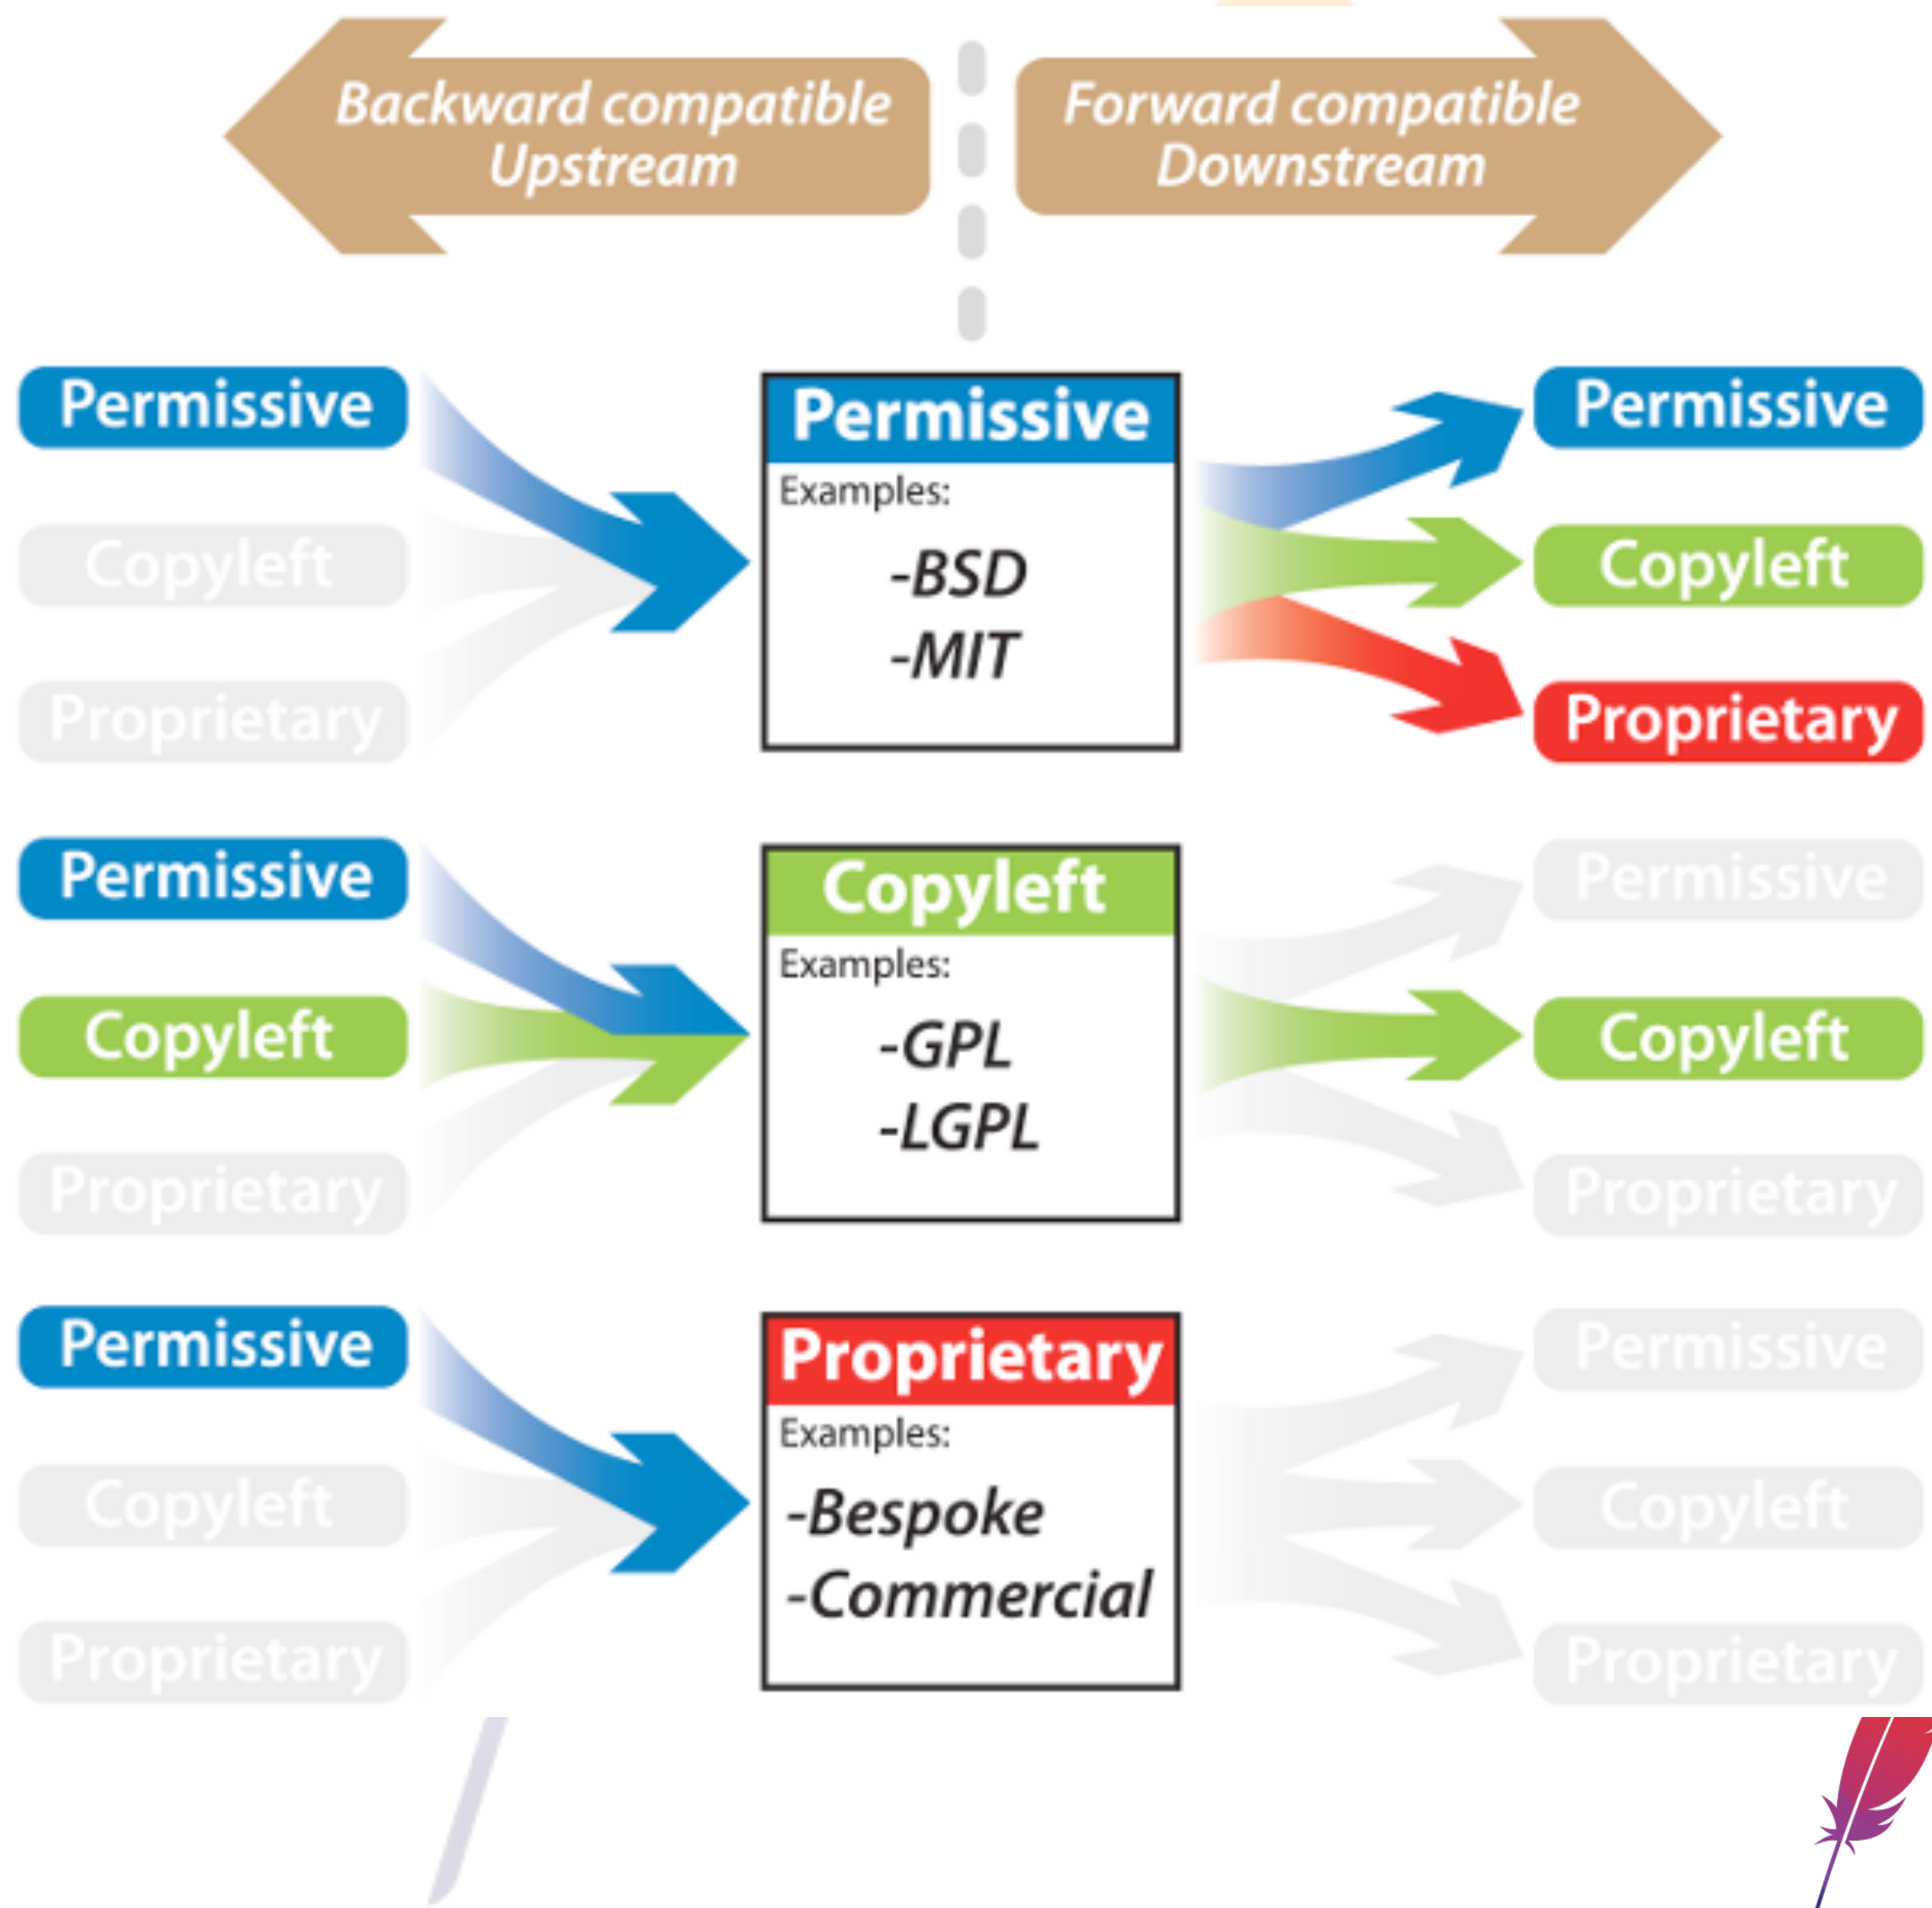 Backward compatible
Upstream
Forward compatible
Downstream
Permissive
Copyleft
Proprietary
Permissive
Examples:
-BSD
-MIT
Permissive
Copyleft
Proprietary
Permissive
Copyleft
Proprietary
Copyleft
Examples:
-GPL
-LGPL
Permissive
Copyleft
Proprietary
Permissive
Copyleft
Proprietary
Proprietary
Examples:
-Bespoke
-Commercial
Permissive
Copyleft
Proprietary